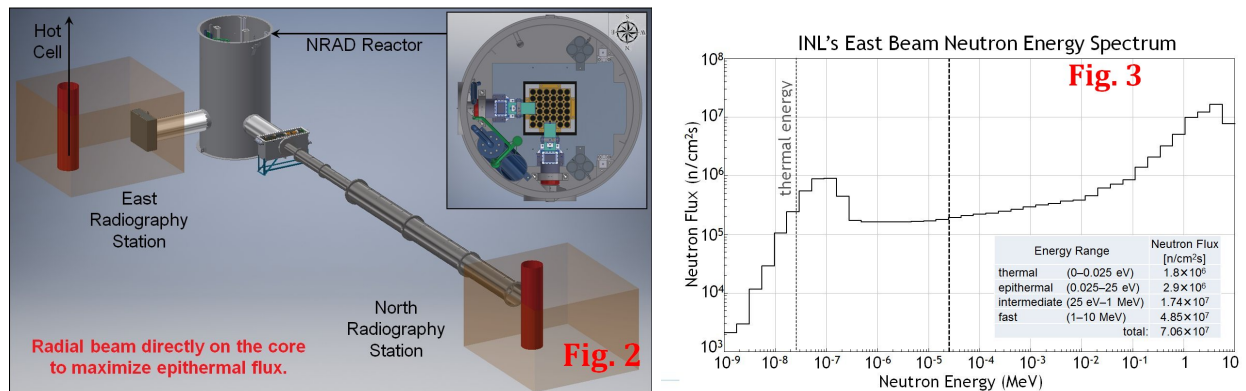 Hot
Cell
NRAD Reactor
S
N
East
Radiography
Station
North
Radiography
Station
Radial beam directly on the core
to maximize epithermal flux.
Fig. 2
INL's East Beam Neutron Energy Spectrum
Fig. 3
thermal energy
Neutron Flux (n/cm²s)
10⁸
10⁷
10⁶
10⁵
10⁴
10³
Energy Range Neutron Flux
[n/cm²s]
thermal (0–0.025 eV) 1.8×10⁶
epithermal (0.025–25 eV) 2.9×10⁶
intermediate (25 eV–1 MeV) 1.74×10⁷
fast (1–10 MeV) 4.85×10⁷
total: 7.06×10⁷
10⁻⁹ 10⁻⁸ 10⁻⁷ 10⁻⁶ 10⁻⁵ 10⁻⁴ 10⁻³ 10⁻² 10⁻¹ 1 10
Neutron Energy (MeV)